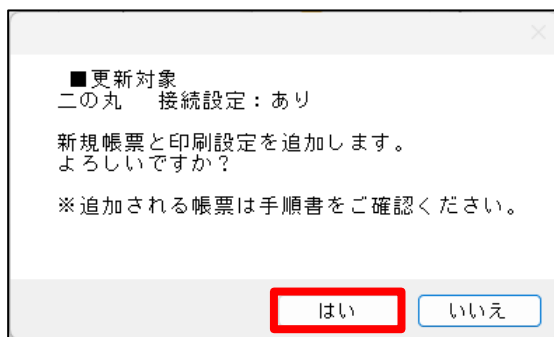 ■更新対象
二の丸　接続設定：あり
新規帳票と印刷設定を追加します。
よろしいですか？
※追加される帳票は手順書をご確認ください。
はい
いいえ